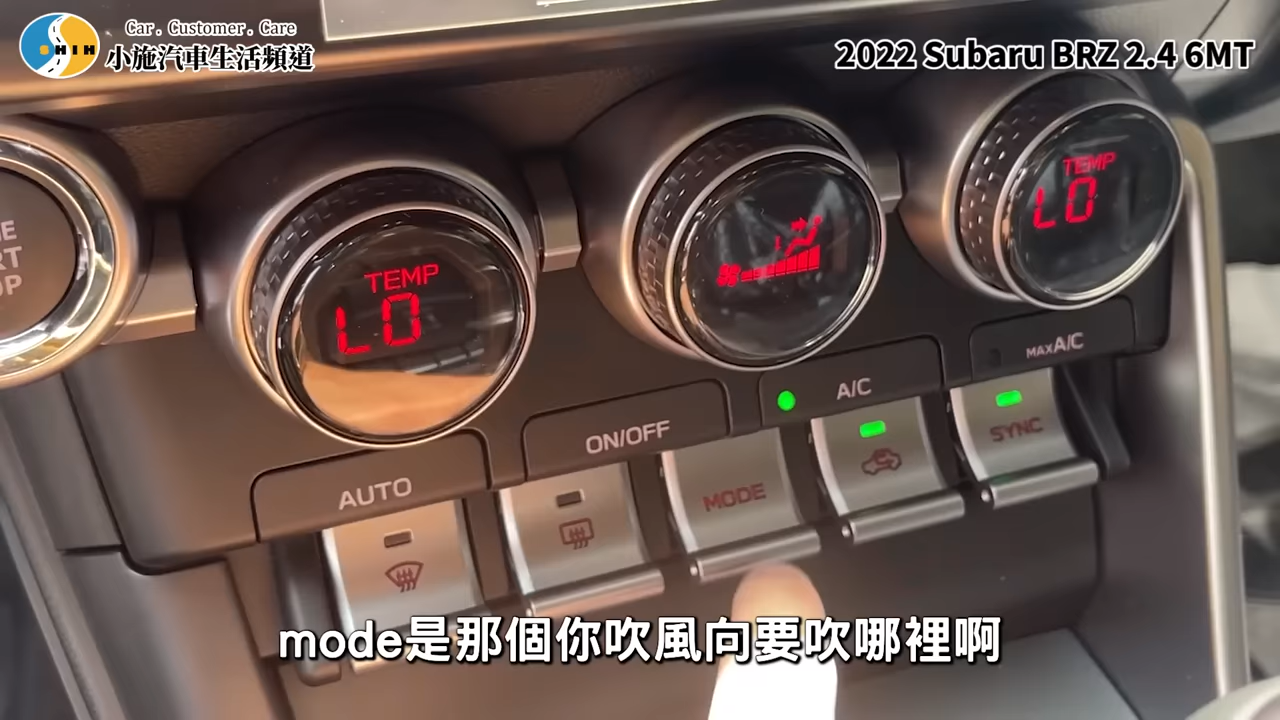 Car. Customer. Care
SHIH
小施汽車生活頻道
2022 Subaru BRZ 2.4 6MT
TEMP
LO
TEMP
LO
MAX A/C
A/C
ON/OFF
AUTO
SYNC
MODE
mode是那個你吹風向要吹哪裡啊